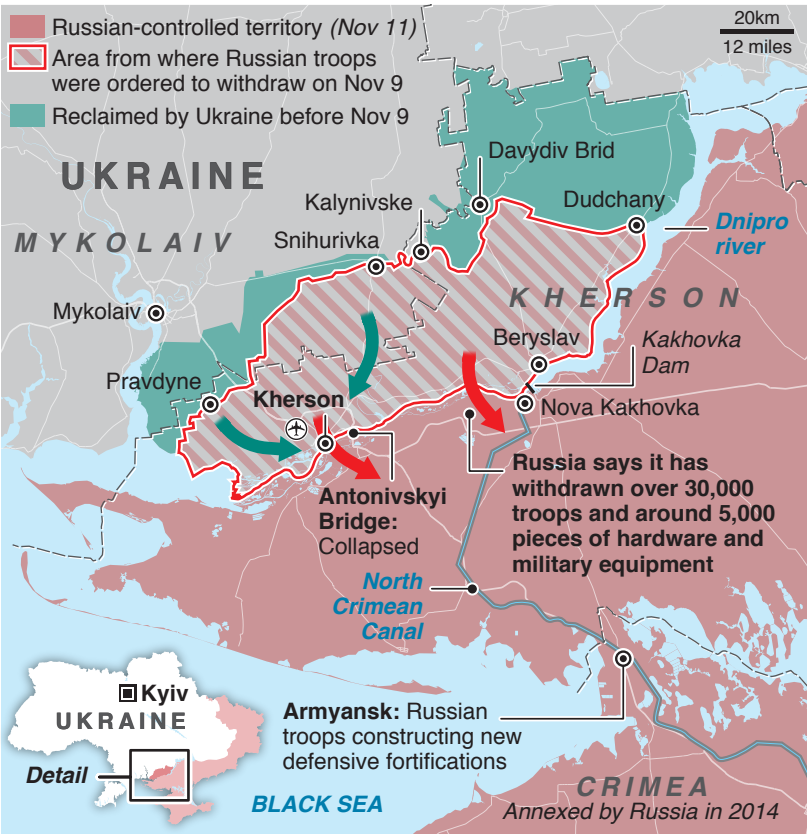 Russian-controlled territory (Nov 11)
Area from where Russian troops
were ordered to withdraw on Nov 9
Reclaimed by Ukraine before Nov 9
20km
12 miles
UKRAINE
MYKOLAIV
Davydiv Brid
Kalynivske
Dudchany
Snihurivka
Dnipro
river
KHERSON
Mykolaiv
Beryslav
Kakhovka
Dam
Pravdyne
Kherson
Nova Kakhovka
Antonivskyi
Bridge:
Collapsed
Russia says it has
withdrawn over 30,000
troops and around 5,000
pieces of hardware and
military equipment
North
Crimean
Canal
Kyiv
UKRAINE
Detail
Armyansk: Russian
troops constructing new
defensive fortifications
BLACK SEA
CRIMEA
Annexed by Russia in 2014